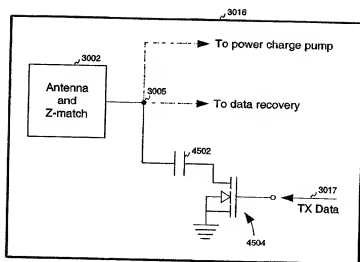 3016
To power charge pump
3002
Antenna
and
Z-match
3005
To data recovery
4502
3017
TX Data
4504